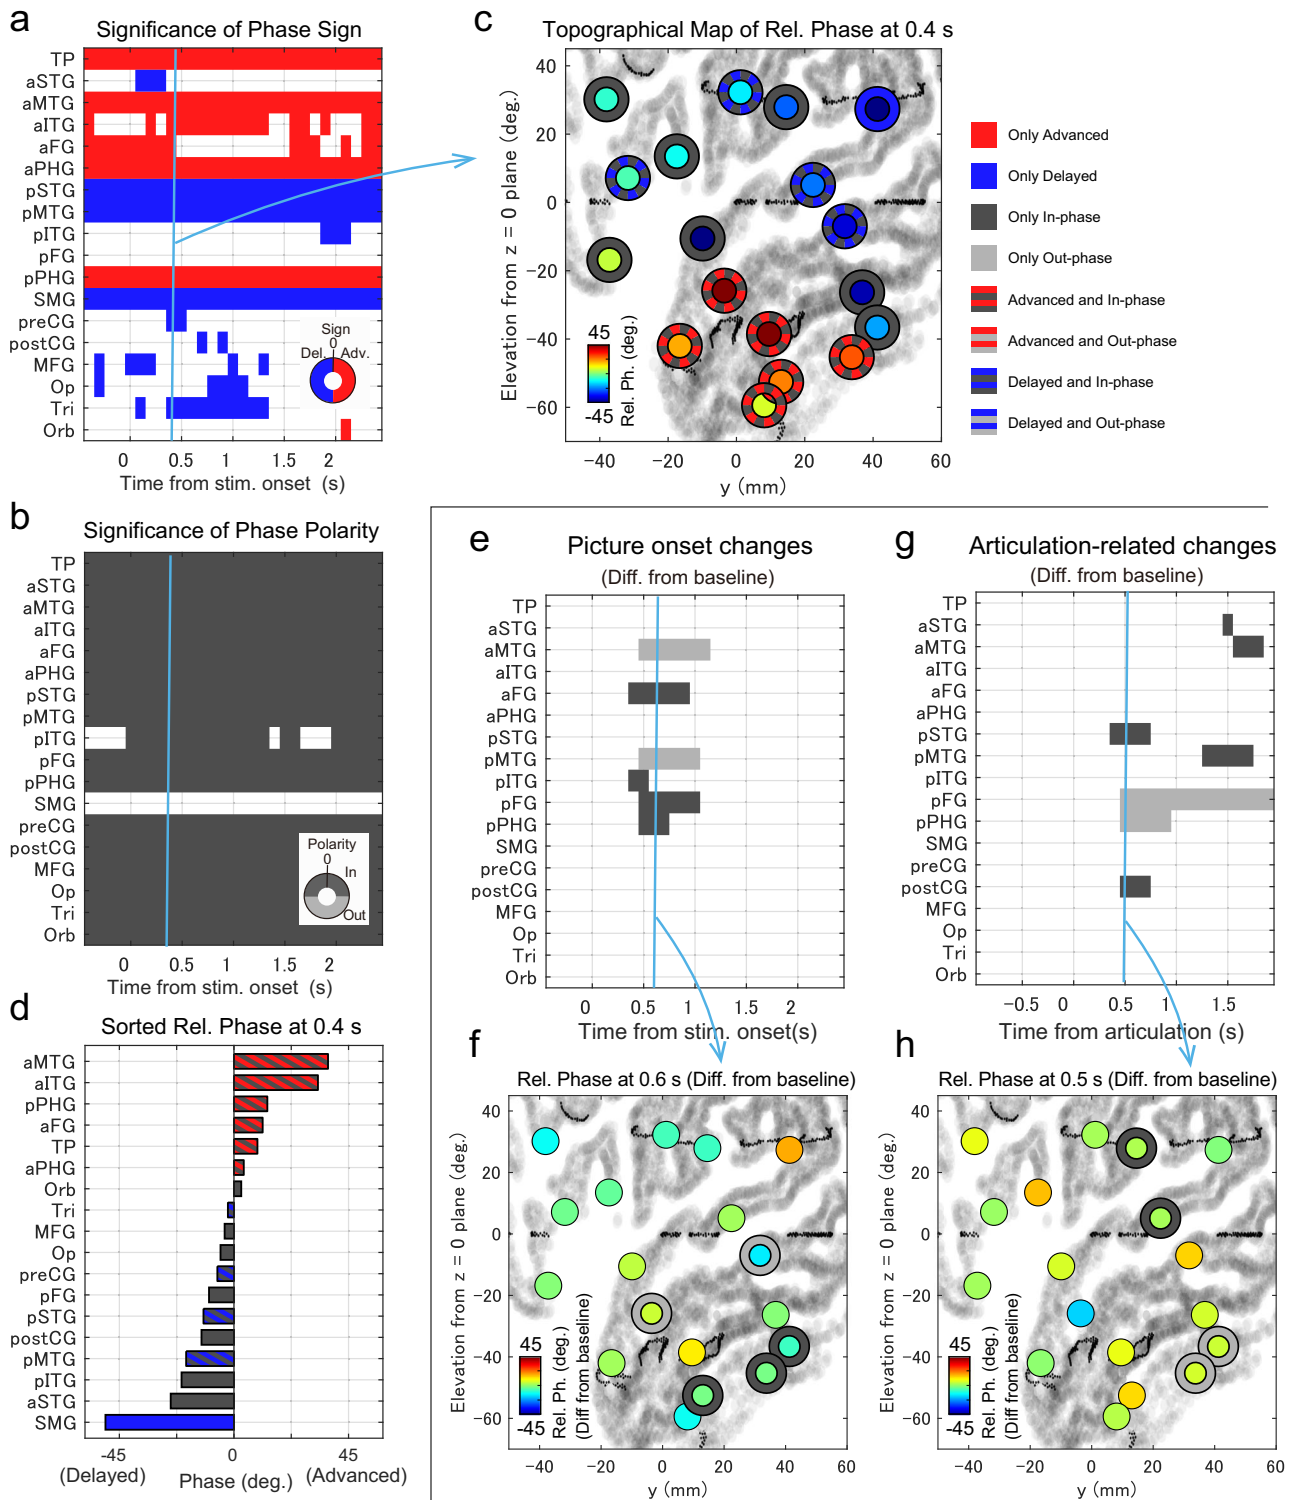 a
Significance of Phase Sign
TP
aSTG
aMTG
aITG
aFG
aPHG
pSTG
pMTG
pITG
pFG
pPHG
SMG
preCG
postCG
MFG
Op
Tri
Orb
Sign
0
Del.
Adv.
0
0.5
1
2
Time from stim. onset (s)
c
Topographical Map of Rel. Phase at 0.4 s
Elevation from z = 0 plane (deg.)
40
20
0
−20
−40
−60
45
-45
Rel. Ph. (deg.)
−40
−20
0
20
40
60
y (mm)
Only Advanced
Only Delayed
Only In-phase
Only Out-phase
Advanced and In-phase
Advanced and Out-phase
Delayed and In-phase
Delayed and Out-phase
b
Significance of Phase Polarity
TP
aSTG
aMTG
aITG
aFG
aPHG
pSTG
pMTG
pITG
pFG
pPHG
SMG
preCG
postCG
MFG
Op
Tri
Orb
Polarity
0
In
Out
0
0.5
1
2
Time from stim. onset (s)
d
Sorted Rel. Phase at 0.4 s
aMTG
aITG
pPHG
aFG
TP
aPHG
Orb
Tri
MFG
Op
preCG
pFG
pSTG
postCG
pMTG
pITG
aSTG
SMG
-45
0
45
(Delayed)
Phase (deg.)
(Advanced)
e
Picture onset changes
(Diff. from baseline)
TP
aSTG
aMTG
aITG
aFG
aPHG
pSTG
pMTG
pITG
pFG
pPHG
SMG
preCG
postCG
MFG
Op
Tri
Orb
0
0.5
1
2
Time from stim. onset(s)
g
Articulation-related changes
(Diff. from baseline)
TP
aSTG
aMTG
aITG
aFG
aPHG
pSTG
pMTG
pITG
pFG
pPHG
SMG
preCG
postCG
MFG
Op
Tri
Orb
−0.5
0
0.5
1
1.5
Time from articulation (s)
f
Rel. Phase at 0.6 s (Diff. from baseline)
Elevation from z = 0 plane (deg.)
40
20
0
−20
−40
−60
45
-45
Rel. Ph. (deg.)
(Diff from baseline)
−40
−20
0
20
40
60
y (mm)
h
Rel. Phase at 0.5 s (Diff. from baseline)
Elevation from z = 0 plane (deg.)
40
20
0
−20
−40
−60
45
-45
Rel. Ph. (deg.)
(Diff from baseline)
−40
−20
0
20
40
60
y (mm)